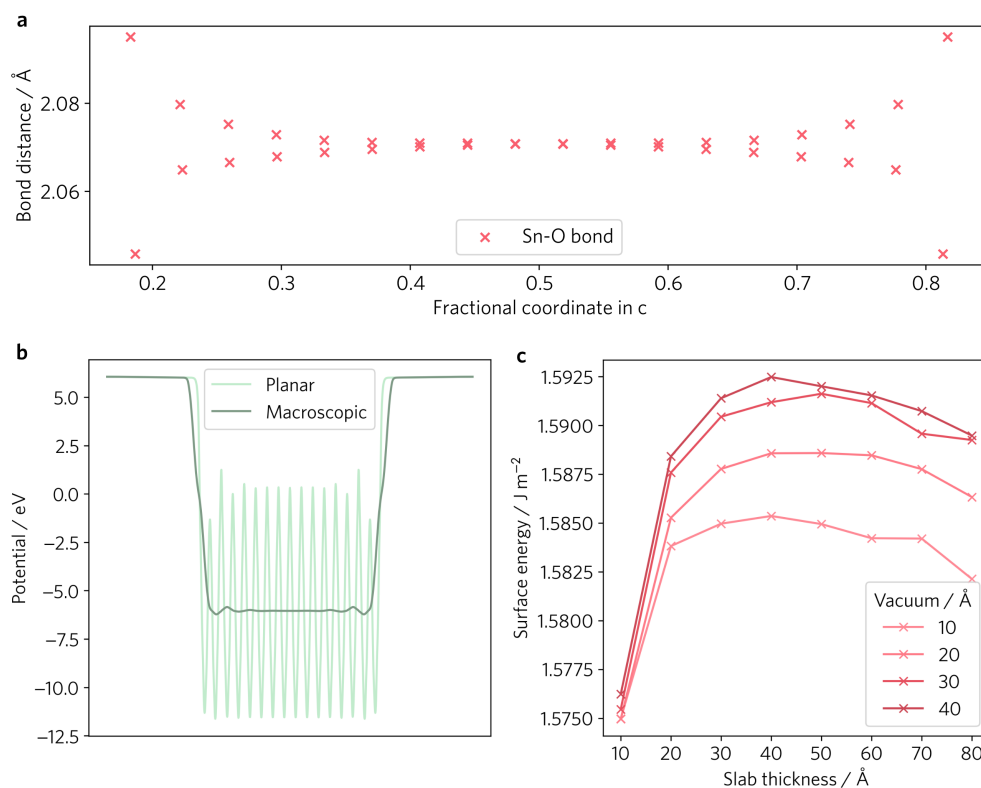 a
Bond distance / Å
2.08
2.06
Sn-O bond
0.2 0.3 0.4 0.5 0.6 0.7 0.8
Fractional coordinate in c
b
Potential / eV
5.0
2.5
0.0
−2.5
−5.0
−7.5
−10.0
−12.5
Planar
Macroscopic
c
Surface energy / J m−2
1.5925
1.5900
1.5875
1.5850
1.5825
1.5800
1.5775
1.5750
Vacuum / Å
10
20
30
40
10 20 30 40 50 60 70 80
Slab thickness / Å